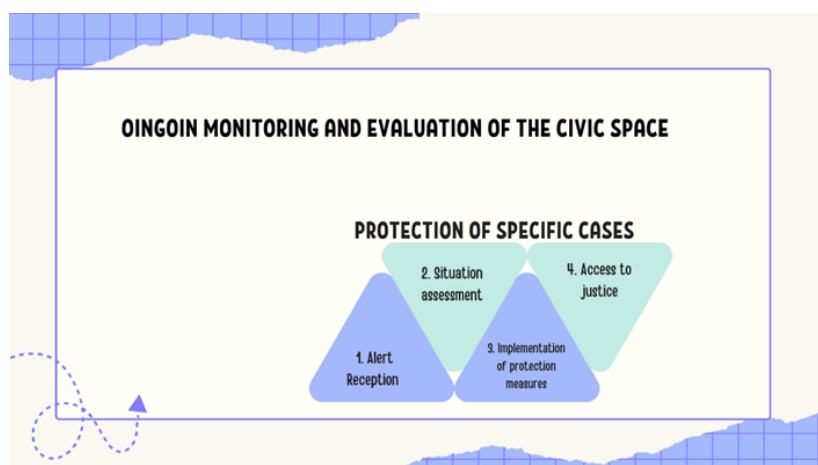 OINGOIN MONITORING AND EVALUATION OF THE CIVIC SPACE
PROTECTION OF SPECIFIC CASES
1. Alert
Reception
2. Situation
assessment
3. Implementation
of protection
measures
4. Access to
justice